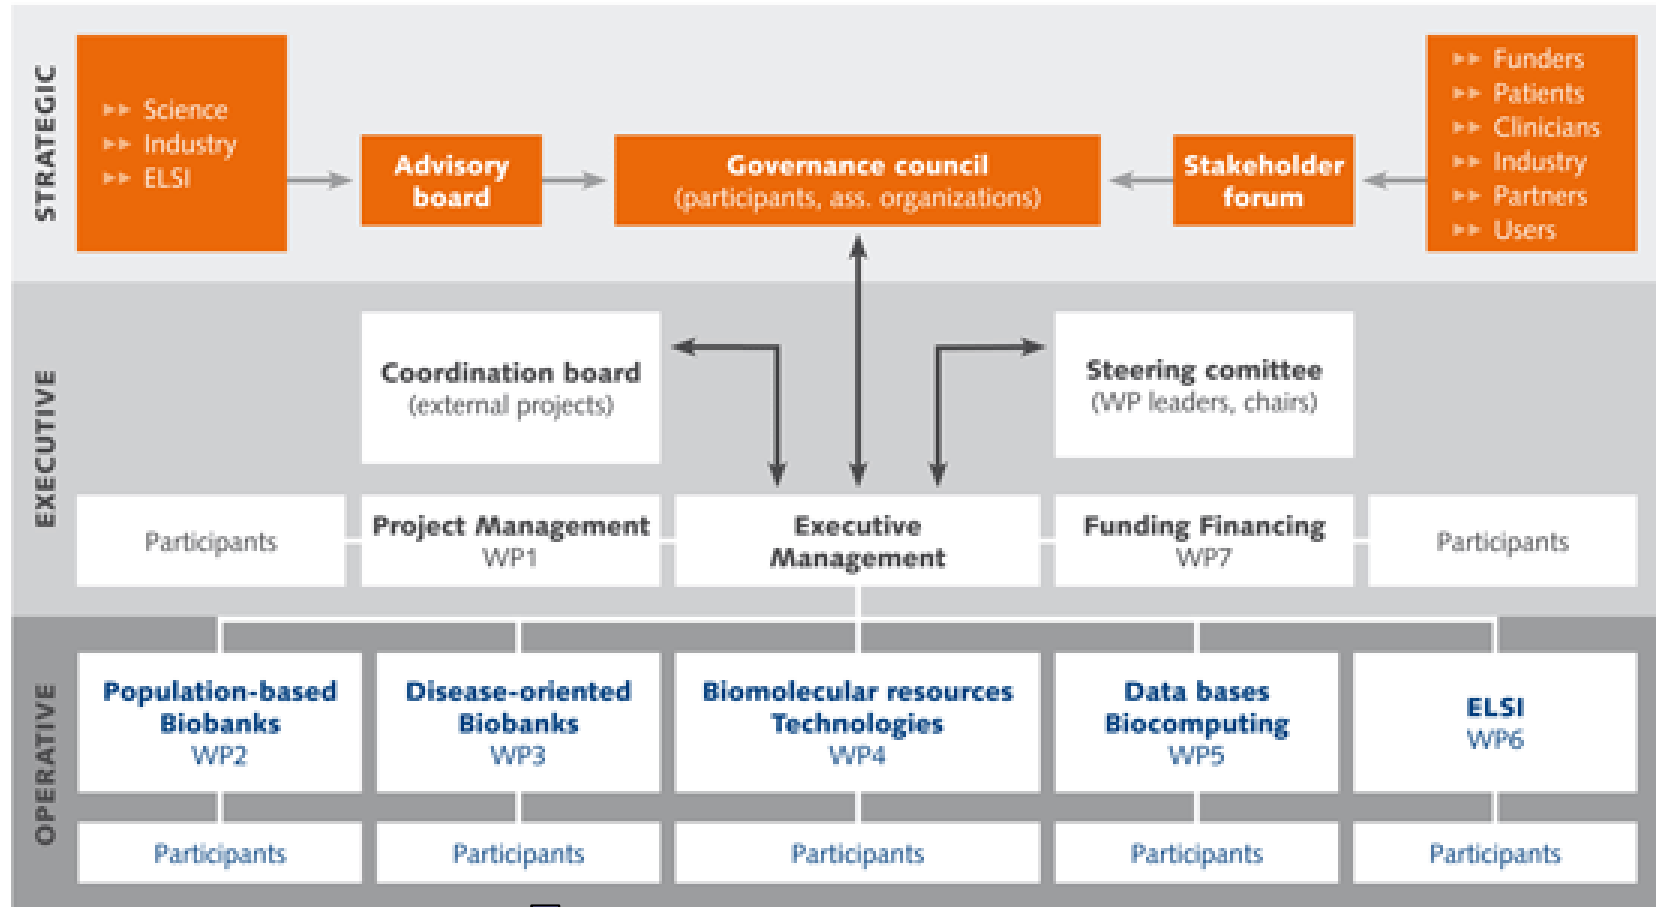 STRATEGIC
▸▸ Science
▸▸ Industry
▸▸ ELSI
Advisory
board
Governance council
(participants, ass. organizations)
Stakeholder
forum
▸▸ Funders
▸▸ Patients
▸▸ Clinicians
▸▸ Industry
▸▸ Partners
▸▸ Users
EXECUTIVE
Coordination board
(external projects)
Steering comittee
(WP leaders, chairs)
Participants
Project Management
WP1
Executive
Management
Funding Financing
WP7
Participants
OPERATIVE
Population-based
Biobanks
WP2
Disease-oriented
Biobanks
WP3
Biomolecular resources
Technologies
WP4
Data bases
Biocomputing
WP5
ELSI
WP6
Participants
Participants
Participants
Participants
Participants